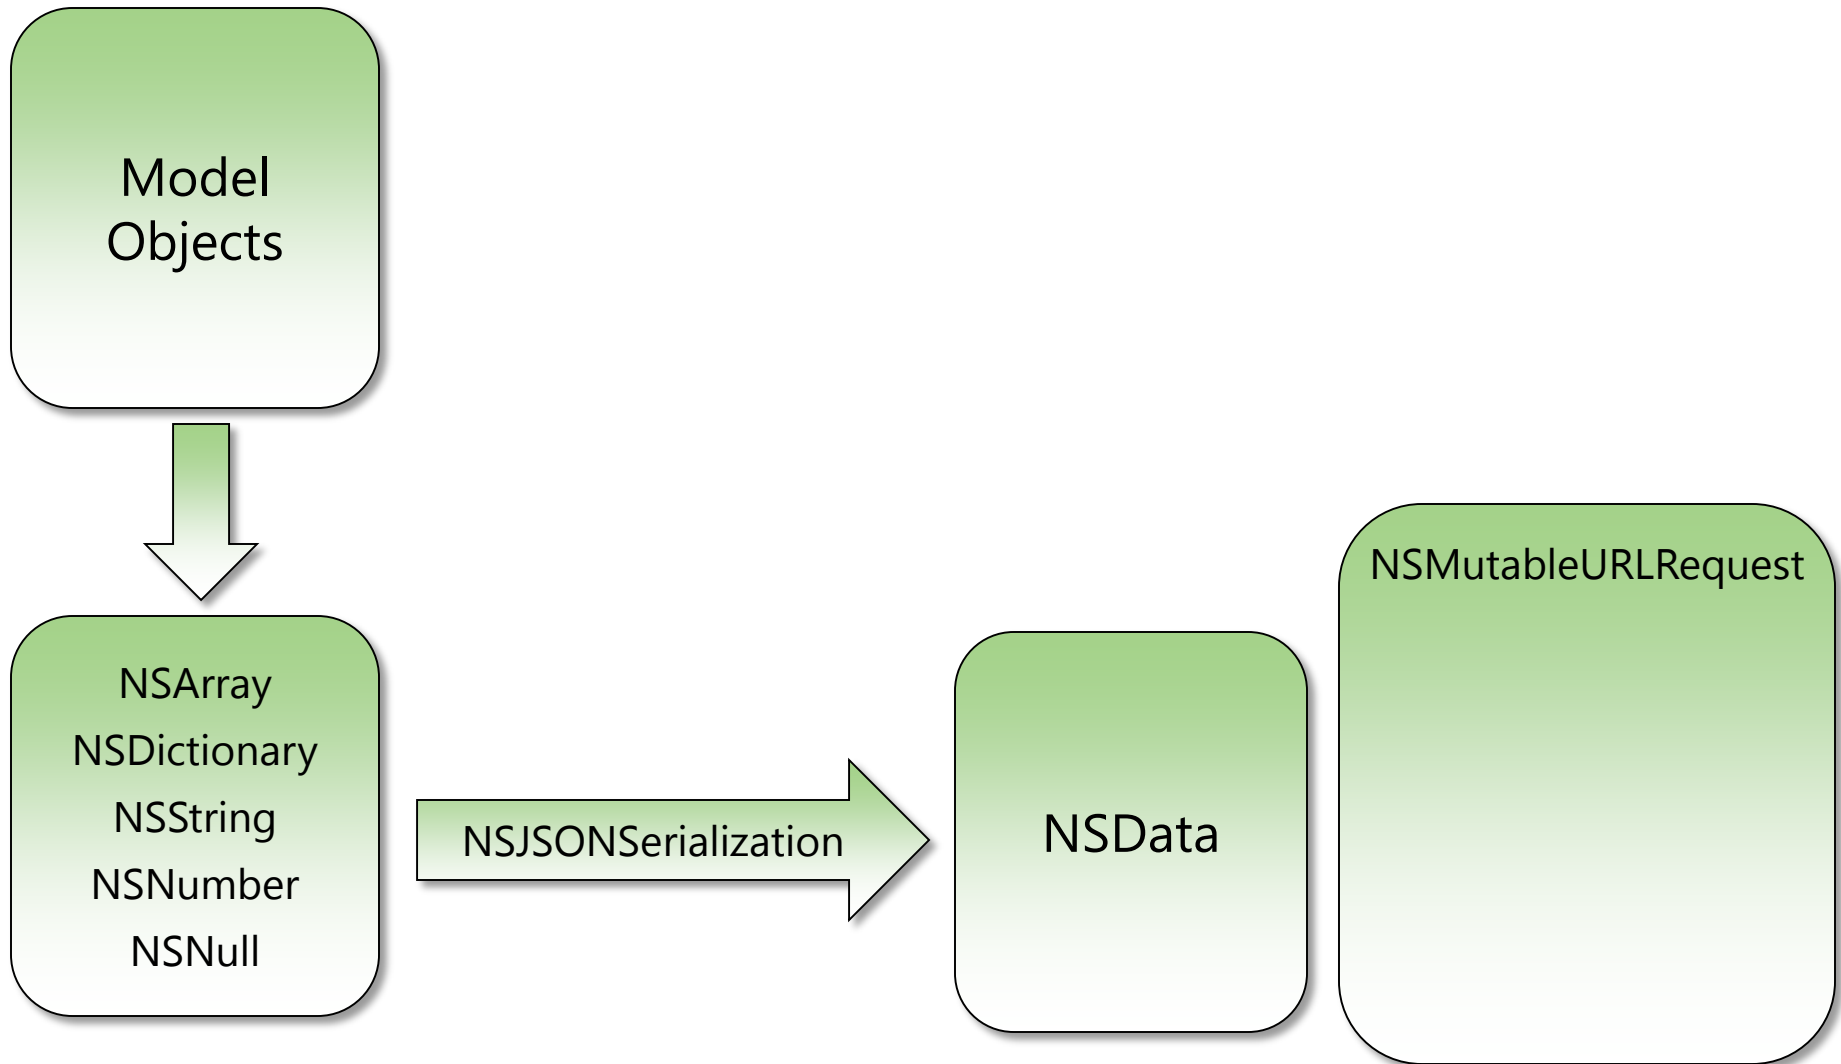 Model
Objects
NSArray
NSDictionary
NSString
NSNumber
NSNull
NSJSONSerialization
NSData
NSMutableURLRequest